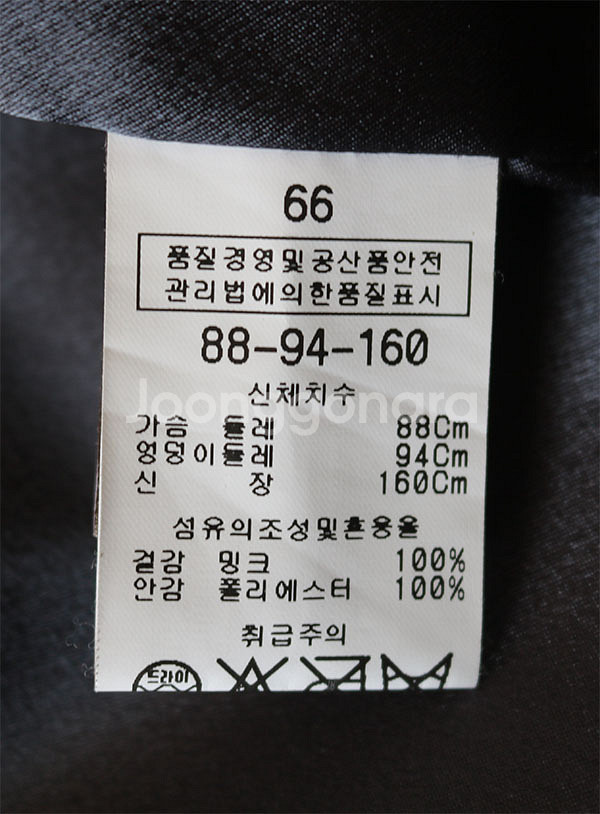 66
품질경영및공산품안전
관리법에의한품질표시
88-94-160
신체치수
Joonggonara
가슴 둘레 88Cm
엉덩이둘레 94Cm
신 장 160Cm
섬유의조성및혼용율
겉감 밍크 100%
안감 폴리에스터 100%
취급주의
드라이